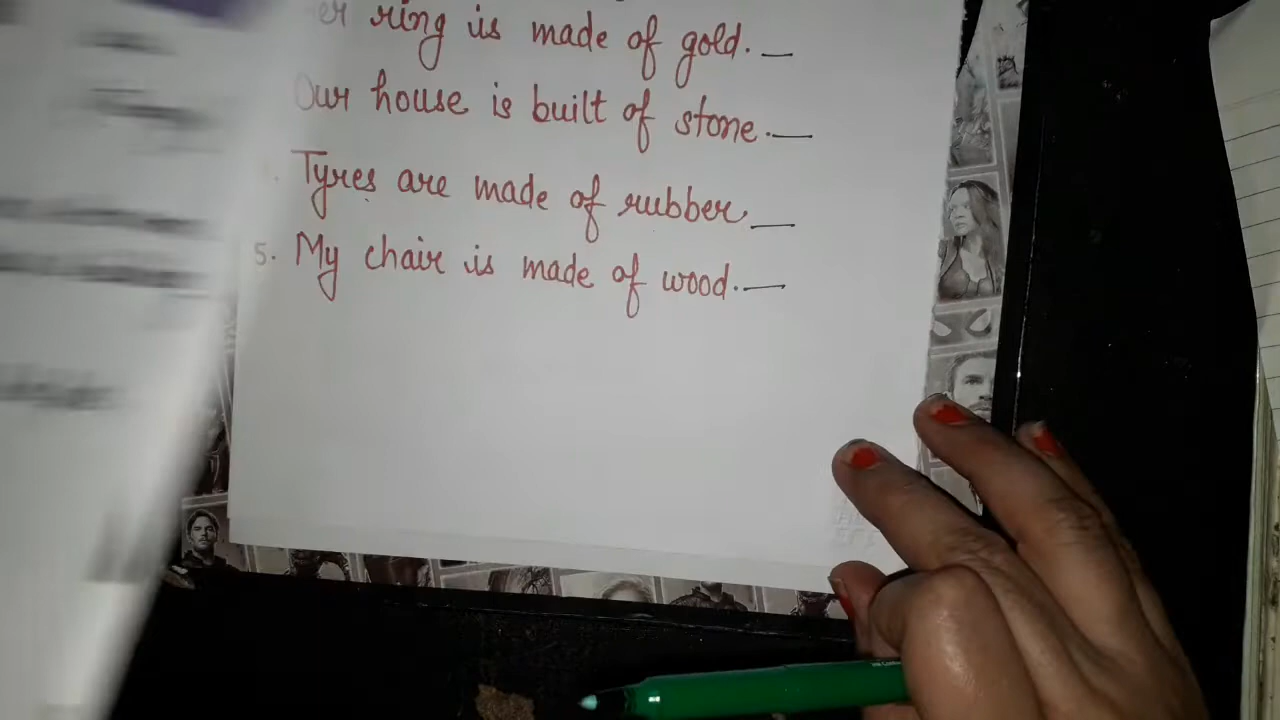 ring is made of gold. _
Our house is built of stone. _
Tyres are made of rubber. _
5. My chair is made of wood. _